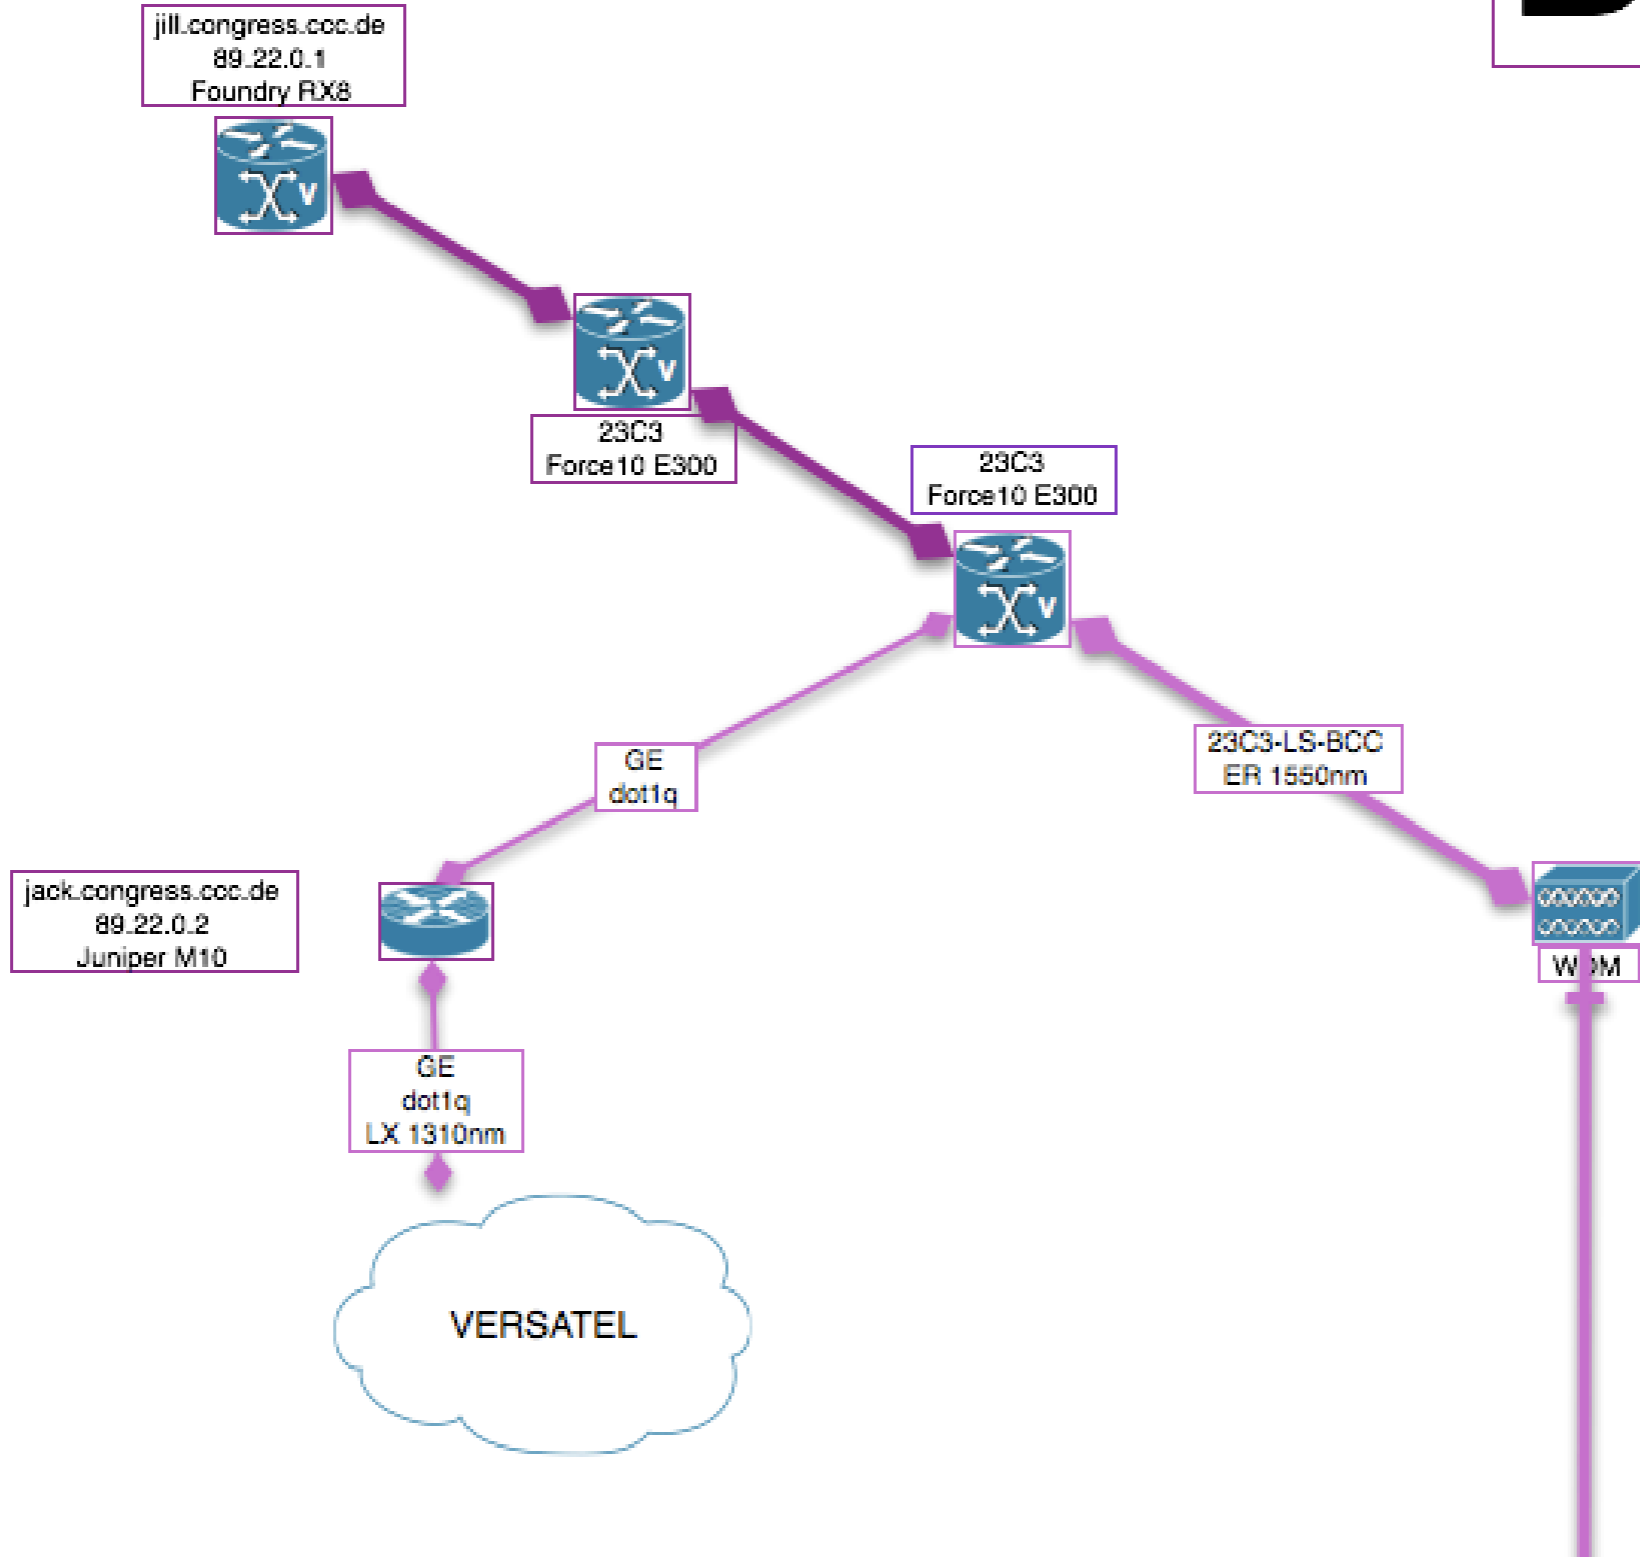 jill.congress.ccc.de
89.22.0.1
Foundry RX8
V
V
23C3
Force10 E300
23C3
Force10 E300
V
GE
dot1q
23C3-LS-BCC
ER 1550nm
jack.congress.ccc.de
89.22.0.2
Juniper M10
WDM
GE
dot1q
LX 1310nm
VERSATEL